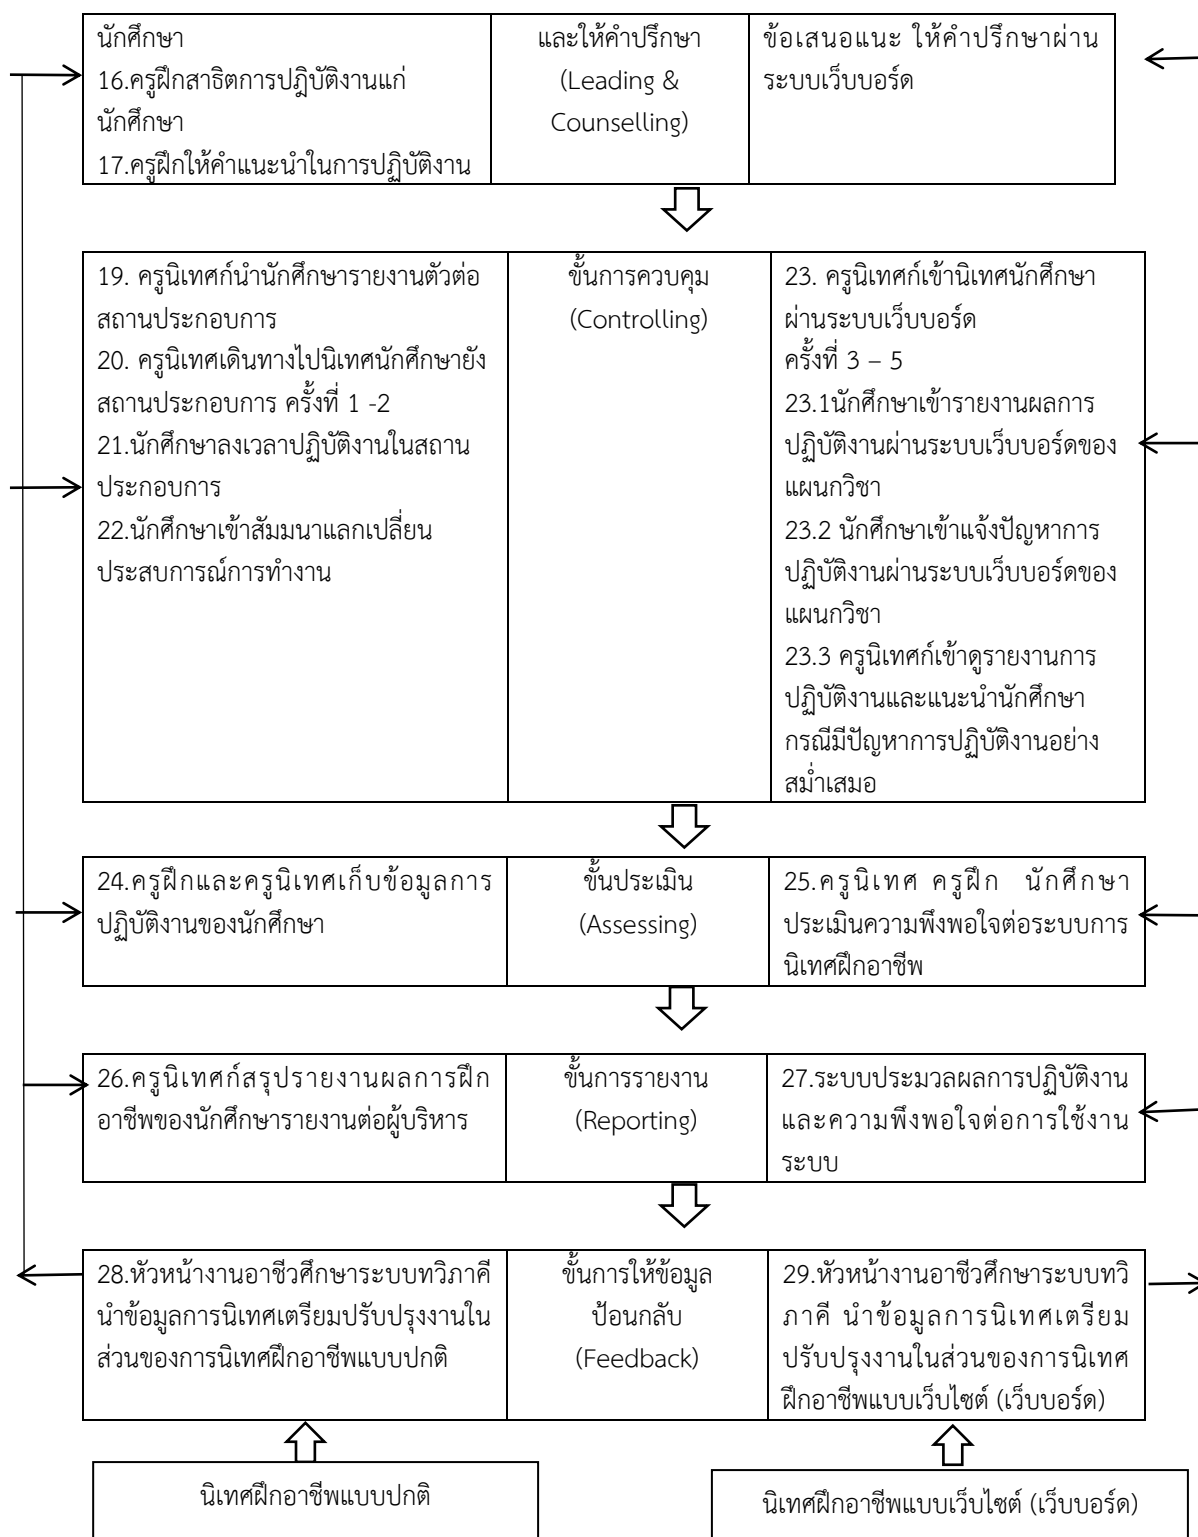 นักศึกษา
16.ครูฝึกสาธิตการปฏิบัติงานแก่
นักศึกษา
17.ครูฝึกให้คำแนะนำในการปฏิบัติงาน
และให้คำปรึกษา
(Leading &
Counselling)
ข้อเสนอแนะ ให้คำปรึกษาผ่าน
ระบบเว็บบอร์ด
19. ครูนิเทศก์นำนักศึกษารายงานตัวต่อ
สถานประกอบการ
20. ครูนิเทศเดินทางไปนิเทศนักศึกษายัง
สถานประกอบการ ครั้งที่ 1 -2
21.นักศึกษาลงเวลาปฏิบัติงานในสถาน
ประกอบการ
22.นักศึกษาเข้าสัมมนาแลกเปลี่ยน
ประสบการณ์การทำงาน
ขั้นการควบคุม
(Controlling)
23. ครูนิเทศก์เข้านิเทศนักศึกษา
ผ่านระบบเว็บบอร์ด
ครั้งที่ 3 – 5
23.1นักศึกษาเข้ารายงานผลการ
ปฏิบัติงานผ่านระบบเว็บบอร์ดของ
แผนกวิชา
23.2 นักศึกษาเข้าแจ้งปัญหาการ
ปฏิบัติงานผ่านระบบเว็บบอร์ดของ
แผนกวิชา
23.3 ครูนิเทศก์เข้าดูรายงานการ
ปฏิบัติงานและแนะนำนักศึกษา
กรณีมีปัญหาการปฏิบัติงานอย่าง
สม่ำเสมอ
24.ครูฝึกและครูนิเทศเก็บข้อมูลการ
ปฏิบัติงานของนักศึกษา
ขั้นประเมิน
(Assessing)
25.ครูนิเทศ ครูฝึก นักศึกษา
ประเมินความพึงพอใจต่อระบบการ
นิเทศฝึกอาชีพ
26.ครูนิเทศก์สรุปรายงานผลการฝึก
อาชีพของนักศึกษารายงานต่อผู้บริหาร
ขั้นการรายงาน
(Reporting)
27.ระบบประมวลผลการปฏิบัติงาน
และความพึงพอใจต่อการใช้งาน
ระบบ
28.หัวหน้างานอาชีวศึกษาระบบทวิภาคี
นำข้อมูลการนิเทศเตรียมปรับปรุงงานใน
ส่วนของการนิเทศฝึกอาชีพแบบปกติ
ขั้นการให้ข้อมูล
ป้อนกลับ
(Feedback)
29.หัวหน้างานอาชีวศึกษาระบบทวิ
ภาคี นำข้อมูลการนิเทศเตรียม
ปรับปรุงงานในส่วนของการนิเทศ
ฝึกอาชีพแบบเว็บไซต์ (เว็บบอร์ด)
นิเทศฝึกอาชีพแบบปกติ
นิเทศฝึกอาชีพแบบเว็บไซต์ (เว็บบอร์ด)